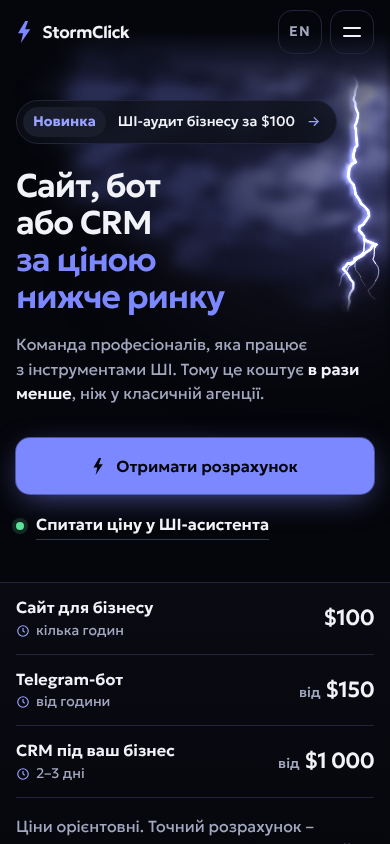 StormClick
EN
Новинка ШІ-аудит бізнесу за $100 →
Сайт, бот
або CRM
за ціною
нижче ринку
Команда професіоналів, яка працює
з інструментами ШІ. Тому це коштує в рази
менше, ніж у класичній агенції.
Отримати розрахунок
Спитати ціну у ШІ-асистента
Сайт для бізнесу
кілька годин
$100
Telegram-бот
від години
від $150
CRM під ваш бізнес
2–3 дні
від $1 000
Ціни орієнтовні. Точний розрахунок –